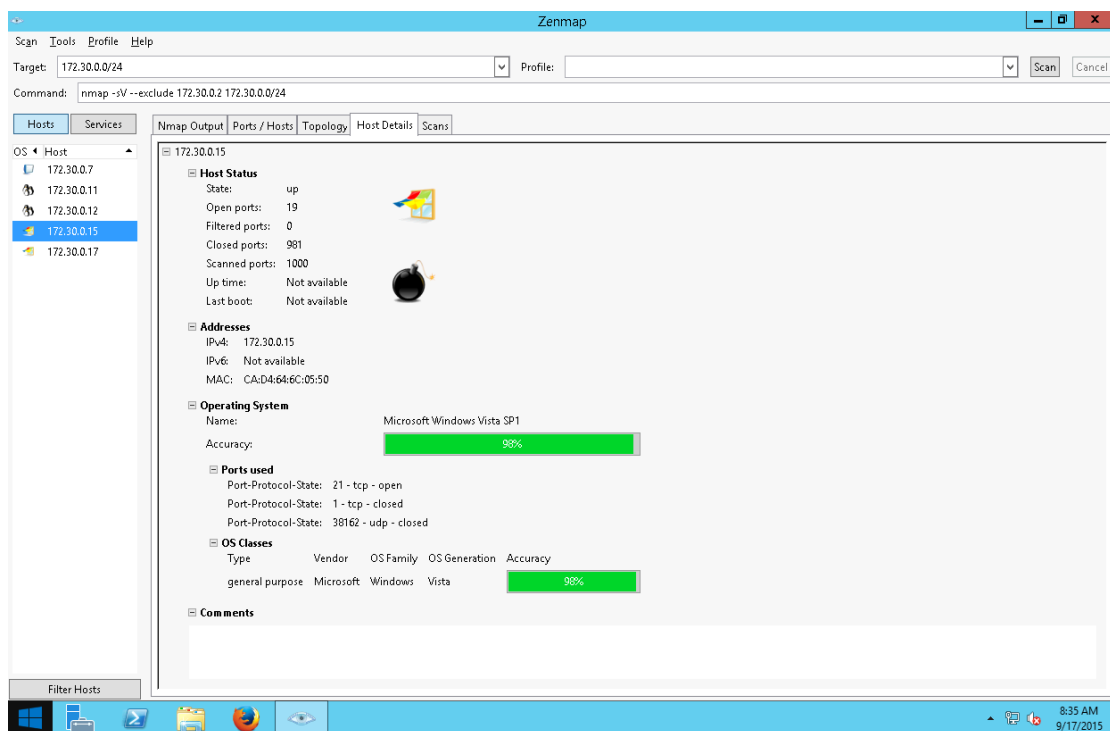 Zenmap
Scan Tools Profile Help
Target: 172.30.0.0/24 Profile: Scan Cancel
Command: nmap -sV --exclude 172.30.0.2 172.30.0.0/24
Hosts Services
Nmap Output Ports / Hosts Topology Host Details Scans
OS Host
172.30.0.7
172.30.0.11
172.30.0.12
172.30.0.15
172.30.0.17
Filter Hosts
172.30.0.15
Host Status
State: up
Open ports: 19
Filtered ports: 0
Closed ports: 981
Scanned ports: 1000
Up time: Not available
Last boot: Not available
Addresses
IPv4: 172.30.0.15
IPv6: Not available
MAC: CA:D4:64:6C:05:50
Operating System
Name: Microsoft Windows Vista SP1
Accuracy: 98%
Ports used
Port-Protocol-State: 21 - tcp - open
Port-Protocol-State: 1 - tcp - closed
Port-Protocol-State: 38162 - udp - closed
OS Classes
Type Vendor OS Family OS Generation Accuracy
general purpose Microsoft Windows Vista 98%
Comments
8:35 AM
9/17/2015